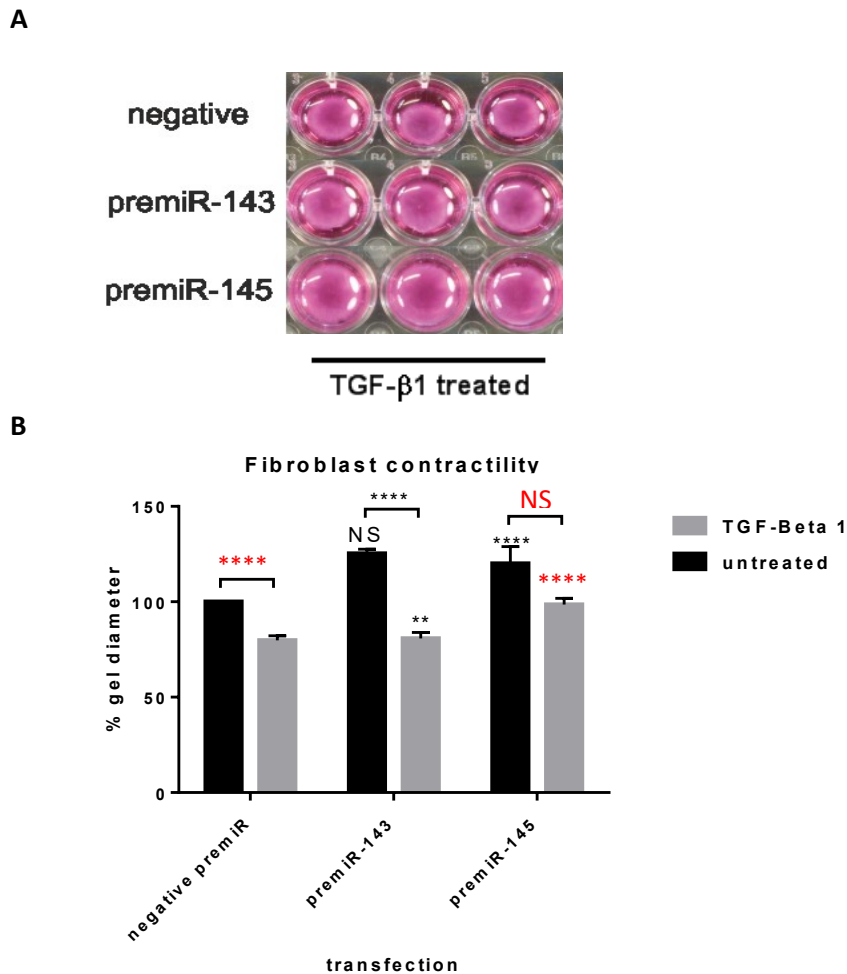 A
negative
premiR-143
premiR-145
TGF-β1 treated
B
Fibroblast contractility
150
100
50
0
% gel diameter
****
NS
****
**
NS
****
****
TGF-Beta 1
untreated
negative premiR
premiR-143
premiR-145
transfection